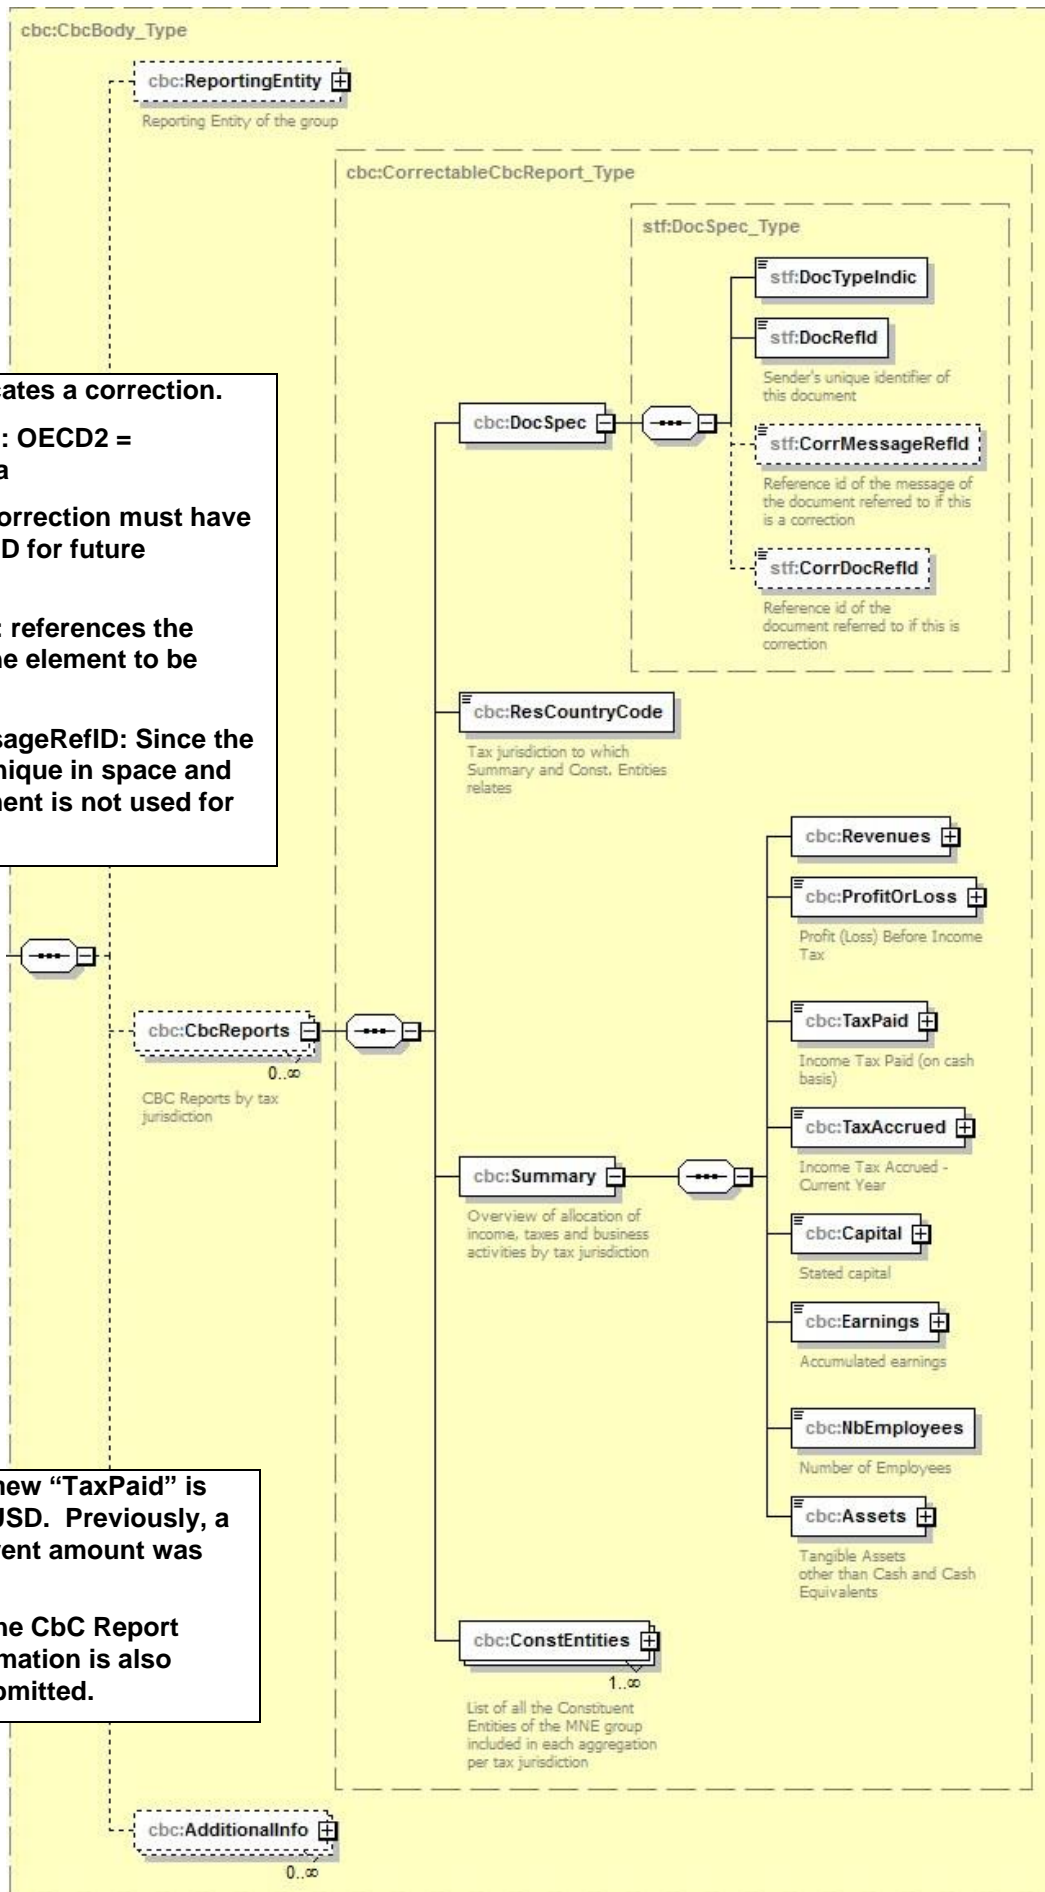 cbc:CbcBody_Type
cbc:ReportingEntity
Reporting Entity of the group
cbc:CorrectableCbcReport_Type
stf:DocSpec_Type
stf:DocTypeIndic
stf:DocRefId
Sender's unique identifier of
this document
cbc:DocSpec
stf:CorrMessageRefId
Reference id of the message of
the document referred to if this
is a correction
stf:CorrDocRefId
Reference id of the
document referred to if this is
correction
cates a correction.
: OECD2 =
a
orrection must have
D for future
: references the
ne element to be
sageRefID: Since the
nique in space and
nent is not used for
cbc:ResCountryCode
Tax jurisdiction to which
Summary and Const. Entities
relates
cbc:Revenues
cbc:ProfitOrLoss
Profit (Loss) Before Income
Tax
cbc:CbcReports
0..∞
CBC Reports by tax
jurisdiction
cbc:TaxPaid
Income Tax Paid (on cash
basis)
cbc:TaxAccrued
Income Tax Accrued -
Current Year
cbc:Summary
Overview of allocation of
income, taxes and business
activities by tax jurisdiction
cbc:Capital
Stated capital
cbc:Earnings
Accumulated earnings
cbc:NbEmployees
Number of Employees
cbc:Assets
Tangible Assets
other than Cash and Cash
Equivalents
new “TaxPaid” is
USD. Previously, a
vent amount was
he CbC Report
mation is also
bmitted.
cbc:ConstEntities
1..∞
List of all the Constituent
Entities of the MNE group
included in each aggregation
per tax jurisdiction
cbc:AdditionalInfo
0..∞